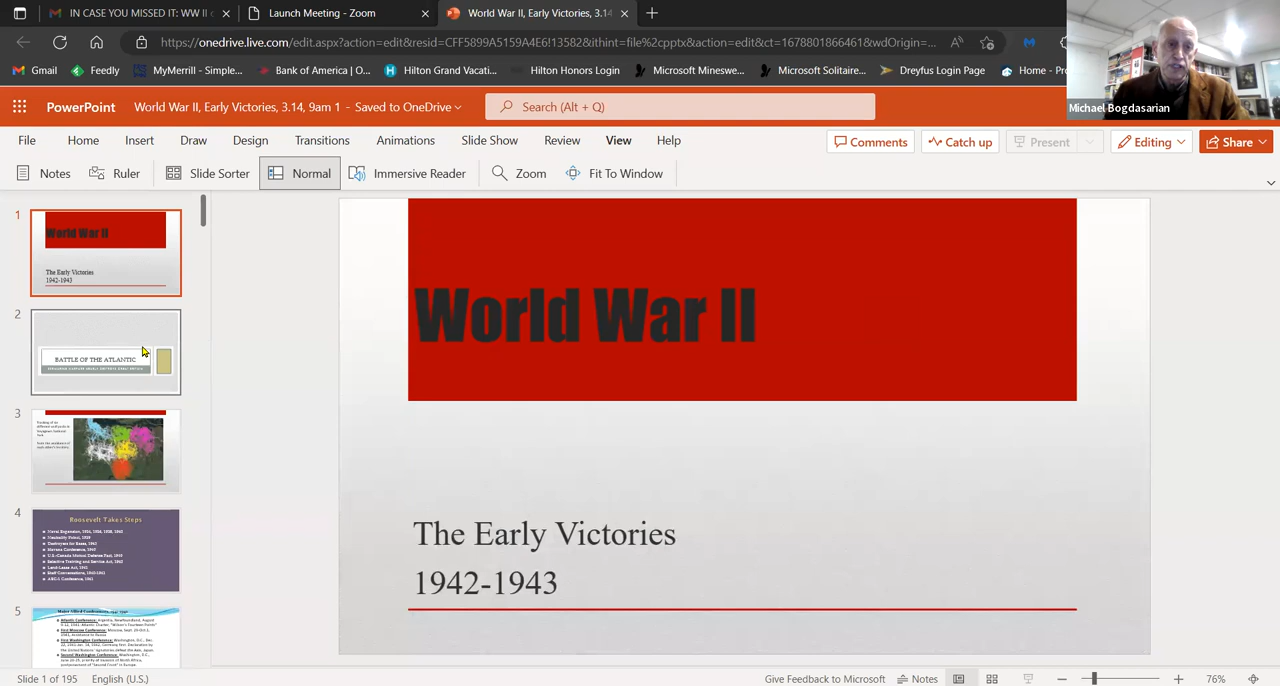 IN CASE YOU MISSED IT: WW II
Launch Meeting - Zoom
World War II, Early Victories, 3.14
https://onedrive.live.com/edit.aspx?action=edit&resid=CFF5899A5159A4E6!13582&ithint=file%2cpptx&action=edit&ct=1678801866461&wdOrigin=...
Gmail
Feedly
MyMerrill - Simple...
Bank of America | O...
Hilton Grand Vacati...
Hilton Honors Login
Microsoft Mineswe...
Microsoft Solitaire...
Dreyfus Login Page
Home - Pr
Michael Bogdasarian
PowerPoint
World War II, Early Victories, 3.14, 9am 1 - Saved to OneDrive
Search (Alt + Q)
File Home Insert Draw Design Transitions Animations Slide Show Review View Help
Comments Catch up Present Editing Share
Notes Ruler Slide Sorter Normal Immersive Reader Zoom Fit To Window
1
World War II
The Early Victories
1942-1943
2
BATTLE OF THE ATLANTIC
3
4
Roosevelt Takes Steps
5
World War II
The Early Victories
1942-1943
Slide 1 of 195 English (U.S.) Give Feedback to Microsoft Notes 76%